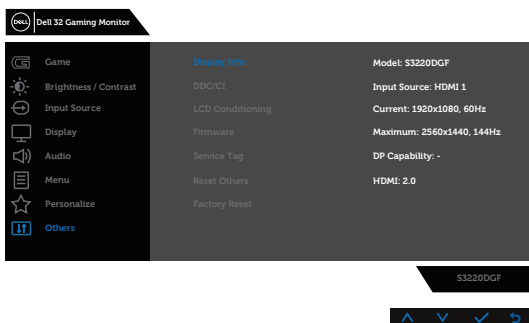 DELL Dell 32 Gaming Monitor
Game
Brightness / Contrast
Input Source
Display
Audio
Menu
Personalize
Others
Display Info
DDC/CI
LCD Conditioning
Firmware
Service Tag
Reset Others
Factory Reset
Model: S3220DGF
Input Source: HDMI 1
Current: 1920x1080, 60Hz
Maximum: 2560x1440, 144Hz
DP Capability: -
HDMI: 2.0
S3220DGF